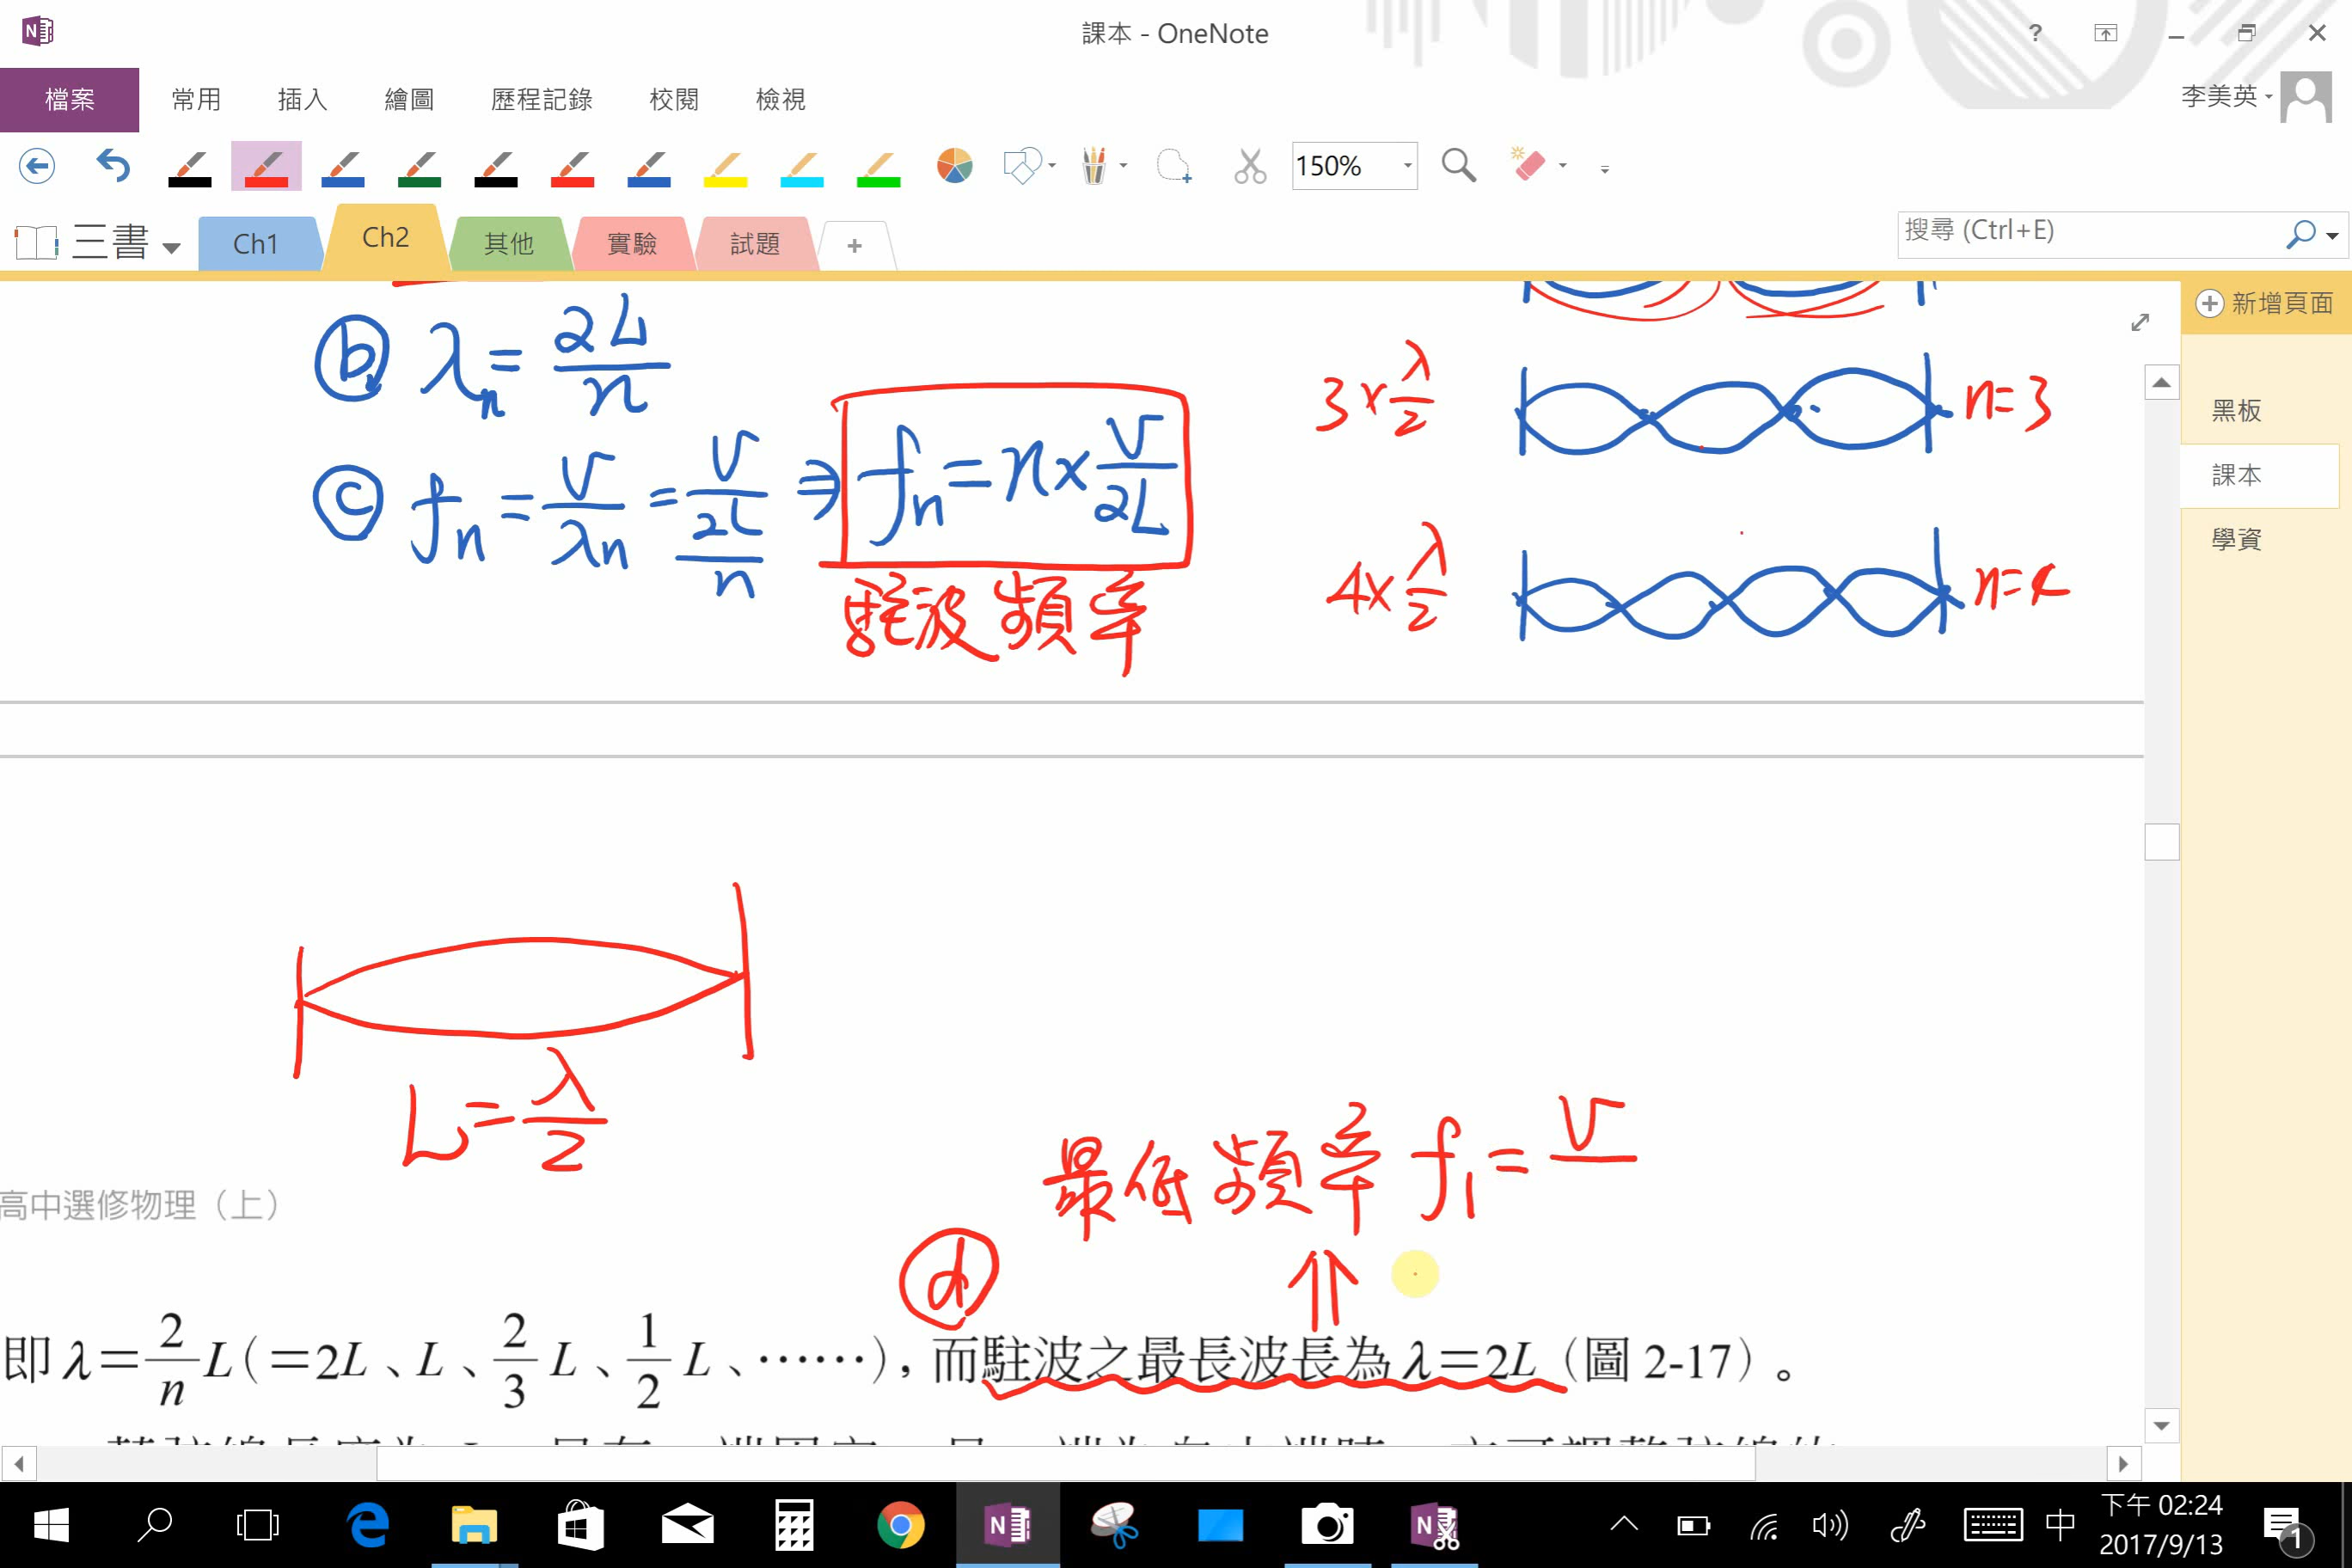 課本 - OneNote
?
檔案 常用 插入 繪圖 歷程記錄 校閱 檢視
李美英
150%
三書 Ch1 Ch2 其他 實驗 試題 +
搜尋 (Ctrl+E)
新增頁面
黑板
課本
學資
ⓑ λn = 2L/n
3 × λ/2 n=3
ⓒ fn = V/λn = V/(2L/n) ⇒ fn = n × V/2L
駐波頻率
4 × λ/2 n=4
L = λ/2
最低頻率 f1 = V
高中選修物理（上）
ⓓ ⇑
即 λ＝2/n L(＝2L、L、2/3 L、1/2 L、……)，而駐波之最長波長為 λ＝2L（圖 2-17）。
中
下午 02:24
2017/9/13
1